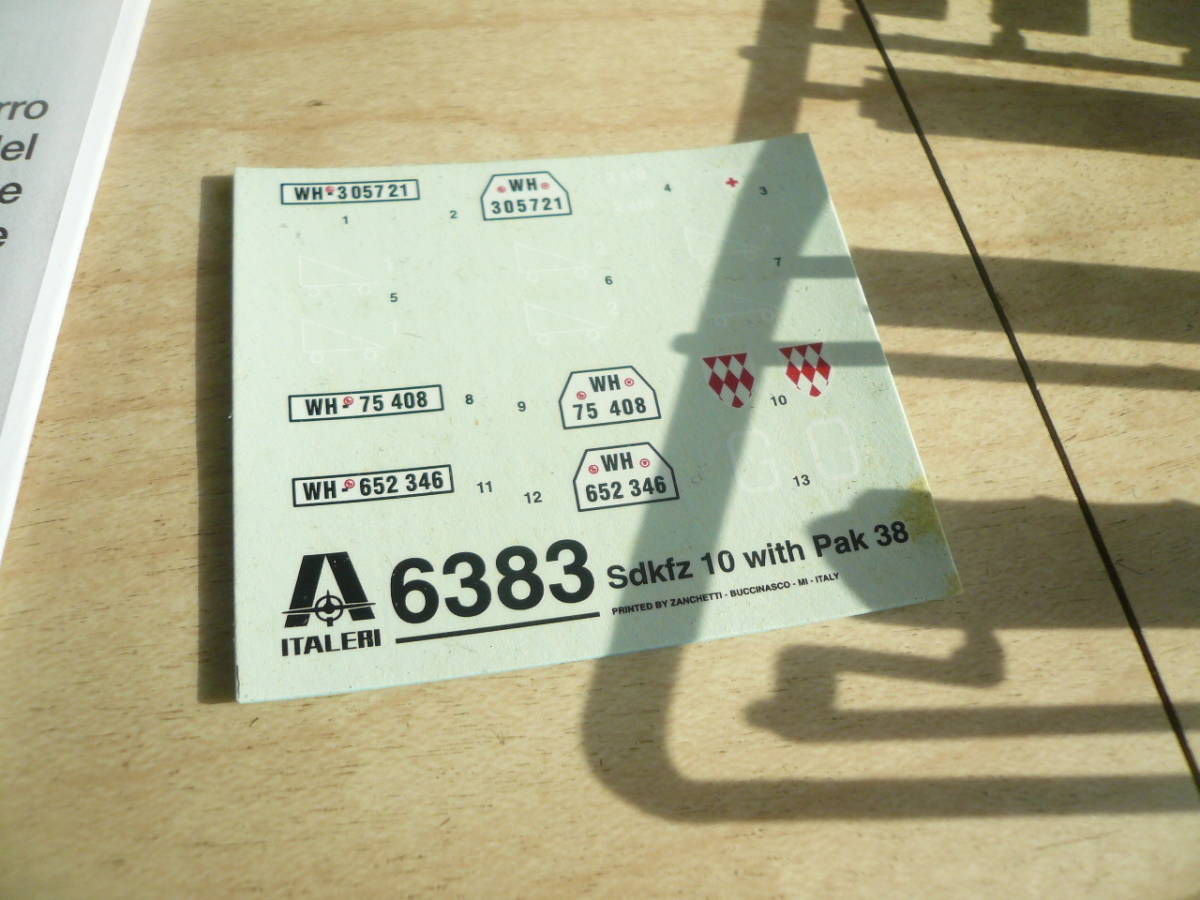 rro
del
e
e
WH-305721
WH
305721
4
3
1
2
7
5
6
WH-75 408
8
9
WH
75 408
10
WH-652 346
11
12
WH
652 346
13
ITALERI
6383
Sdkfz 10 with Pak 38
PRINTED BY ZANCHETTI - BUCCINASCO - MI - ITALY